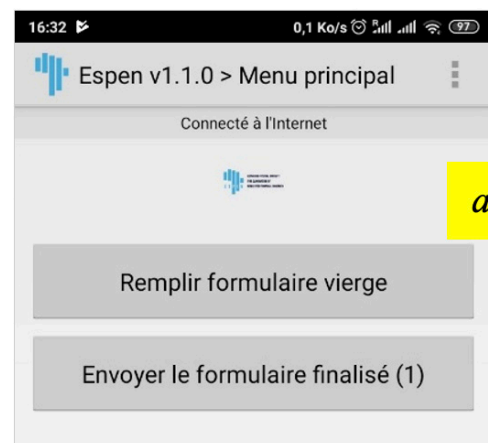 16:32 0,1 Ko/s R 97
Espen v1.1.0 > Menu principal
Connecté à l'Internet
a
Remplir formulaire vierge
Envoyer le formulaire finalisé (1)